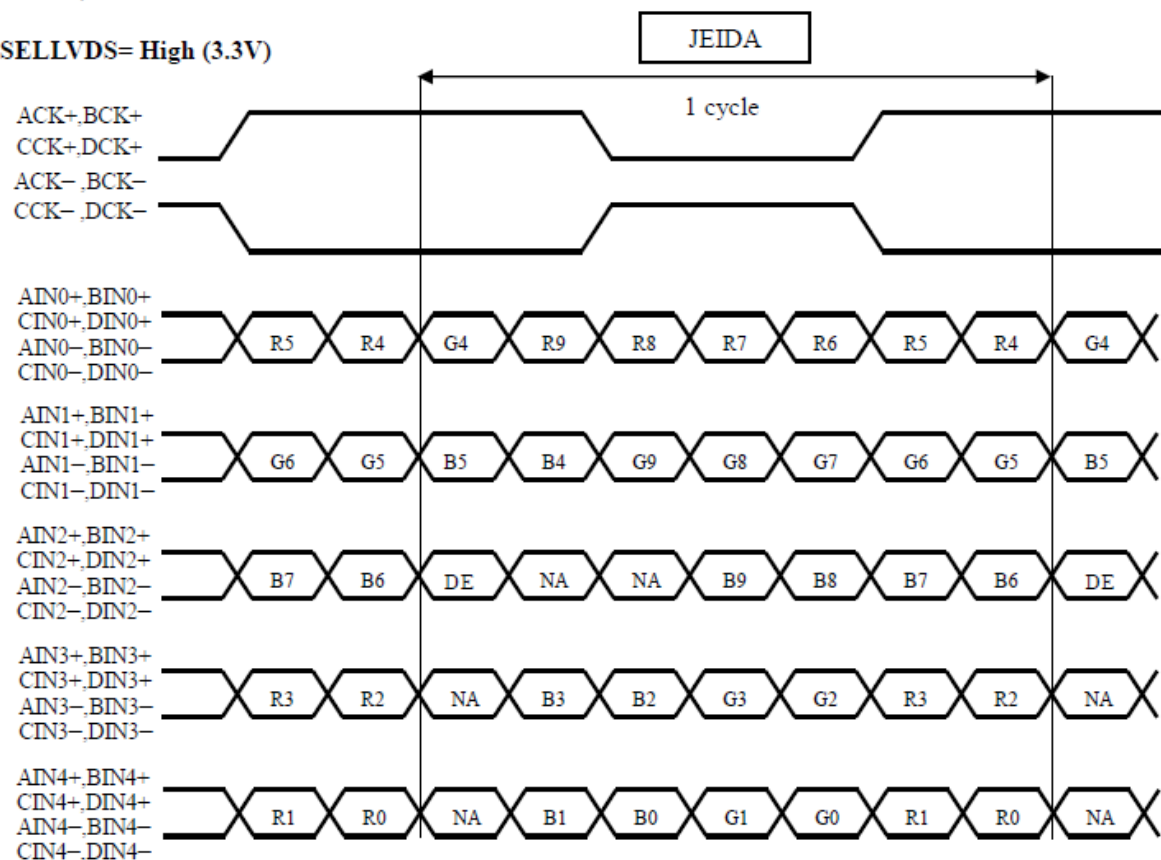 JEIDA
SELLVDS= High (3.3V)
1 cycle
ACK+,BCK+
CCK+,DCK+
ACK− ,BCK−
CCK− ,DCK−
AIN0+,BIN0+
CIN0+,DIN0+
AIN0−,BIN0−
CIN0−,DIN0−
R5 R4 G4 R9 R8 R7 R6 R5 R4 G4
AIN1+,BIN1+
CIN1+,DIN1+
AIN1−,BIN1−
CIN1−,DIN1−
G6 G5 B5 B4 G9 G8 G7 G6 G5 B5
AIN2+,BIN2+
CIN2+,DIN2+
AIN2−,BIN2−
CIN2−,DIN2−
B7 B6 DE NA NA B9 B8 B7 B6 DE
AIN3+,BIN3+
CIN3+,DIN3+
AIN3−,BIN3−
CIN3−,DIN3−
R3 R2 NA B3 B2 G3 G2 R3 R2 NA
AIN4+,BIN4+
CIN4+,DIN4+
AIN4−,BIN4−
CIN4−,DIN4−
R1 R0 NA B1 B0 G1 G0 R1 R0 NA